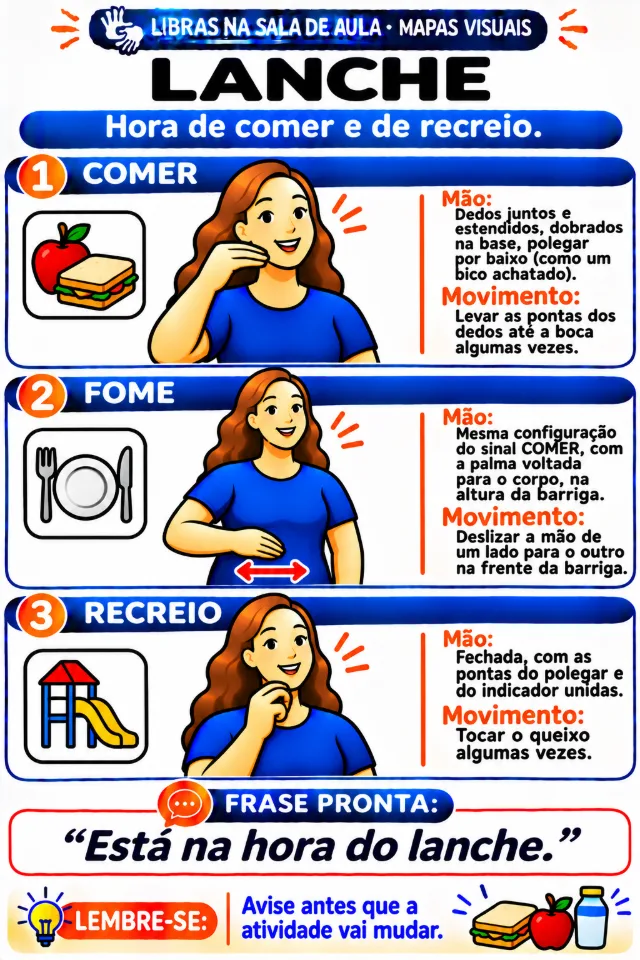 LIBRAS NA SALA DE AULA · MAPAS VISUAIS
LANCHE
Hora de comer e de recreio.
1 COMER
Mão:
Dedos juntos e
estendidos, dobrados
na base, polegar
por baixo (como um
bico achatado).
Movimento:
Levar as pontas dos
dedos até a boca
algumas vezes.
2 FOME
Mão:
Mesma configuração
do sinal COMER, com
a palma voltada
para o corpo, na
altura da barriga.
Movimento:
Deslizar a mão de
um lado para o outro
na frente da barriga.
3 RECREIO
Mão:
Fechada, com as
pontas do polegar e
do indicador unidas.
Movimento:
Tocar o queixo
algumas vezes.
FRASE PRONTA:
“Está na hora do lanche.”
LEMBRE-SE:
Avise antes que a
atividade vai mudar.